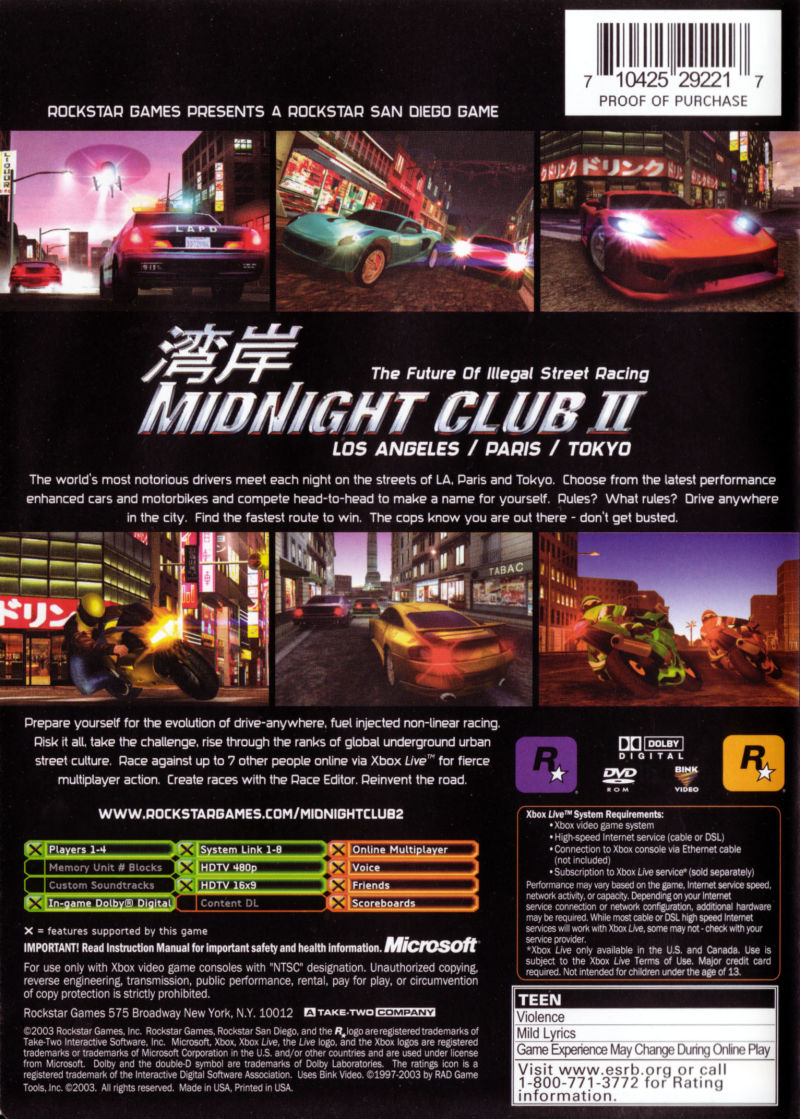 7 10425 29221 7
PROOF OF PURCHASE
ROCKSTAR GAMES PRESENTS A ROCKSTAR SAN DIEGO GAME
LIQUOR
LAPD
ドリンク ドリンク
湾岸
The Future Of Illegal Street Racing
MIDNIGHT CLUB II
LOS ANGELES / PARIS / TOKYO
The world's most notorious drivers meet each night on the streets of LA, Paris and Tokyo. Choose from the latest performance
enhanced cars and motorbikes and compete head-to-head to make a name for yourself. Rules? What rules? Drive anywhere
in the city. Find the fastest route to win. The cops know you are out there - don't get busted.
ドリン
TABAC
Prepare yourself for the evolution of drive-anywhere, fuel injected non-linear racing.
Risk it all, take the challenge, rise through the ranks of global underground urban
street culture. Race against up to 7 other people online via Xbox Live™ for fierce
multiplayer action. Create races with the Race Editor. Reinvent the road.
WWW.ROCKSTARGAMES.COM/MIDNIGHTCLUB2
R
DOLBY
DIGITAL
DVD
ROM
BINK
VIDEO
R
Players 1-4
System Link 1-8
Online Multiplayer
Memory Unit # Blocks
HDTV 480p
Voice
Custom Soundtracks
HDTV 16x9
Friends
In-game Dolby® Digital
Content DL
Scoreboards
X = features supported by this game
IMPORTANT! Read Instruction Manual for important safety and health information. Microsoft
For use only with Xbox video game consoles with "NTSC" designation. Unauthorized copying,
reverse engineering, transmission, public performance, rental, pay for play, or circumvention
of copy protection is strictly prohibited.
Rockstar Games 575 Broadway New York, N.Y. 10012 A TAKE-TWO COMPANY
©2003 Rockstar Games, Inc. Rockstar Games, Rockstar San Diego, and the R logo are registered trademarks of
Take-Two Interactive Software, Inc. Microsoft, Xbox, Xbox Live, the Live logo, and the Xbox logos are registered
trademarks or trademarks of Microsoft Corporation in the U.S. and/or other countries and are used under license
from Microsoft. Dolby and the double-D symbol are trademarks of Dolby Laboratories. The ratings icon is a
registered trademark of the Interactive Digital Software Association. Uses Bink Video. ©1997-2003 by RAD Game
Tools, Inc. ©2003. All rights reserved. Made in USA, Printed in USA.
Xbox Live™ System Requirements:
• Xbox video game system
• High-speed Internet service (cable or DSL)
• Connection to Xbox console via Ethernet cable
(not included)
• Subscription to Xbox Live service* (sold separately)
Performance may vary based on the game, Internet service speed,
network activity, or capacity. Depending on your Internet
service connection or network configuration, additional hardware
may be required. While most cable or DSL high speed Internet
services will work with Xbox Live, some may not - check with your
service provider.
*Xbox Live only available in the U.S. and Canada. Use is
subject to the Xbox Live Terms of Use. Major credit card
required. Not intended for children under the age of 13.
TEEN
Violence
Mild Lyrics
Game Experience May Change During Online Play
Visit www.esrb.org or call
1-800-771-3772 for Rating
information.